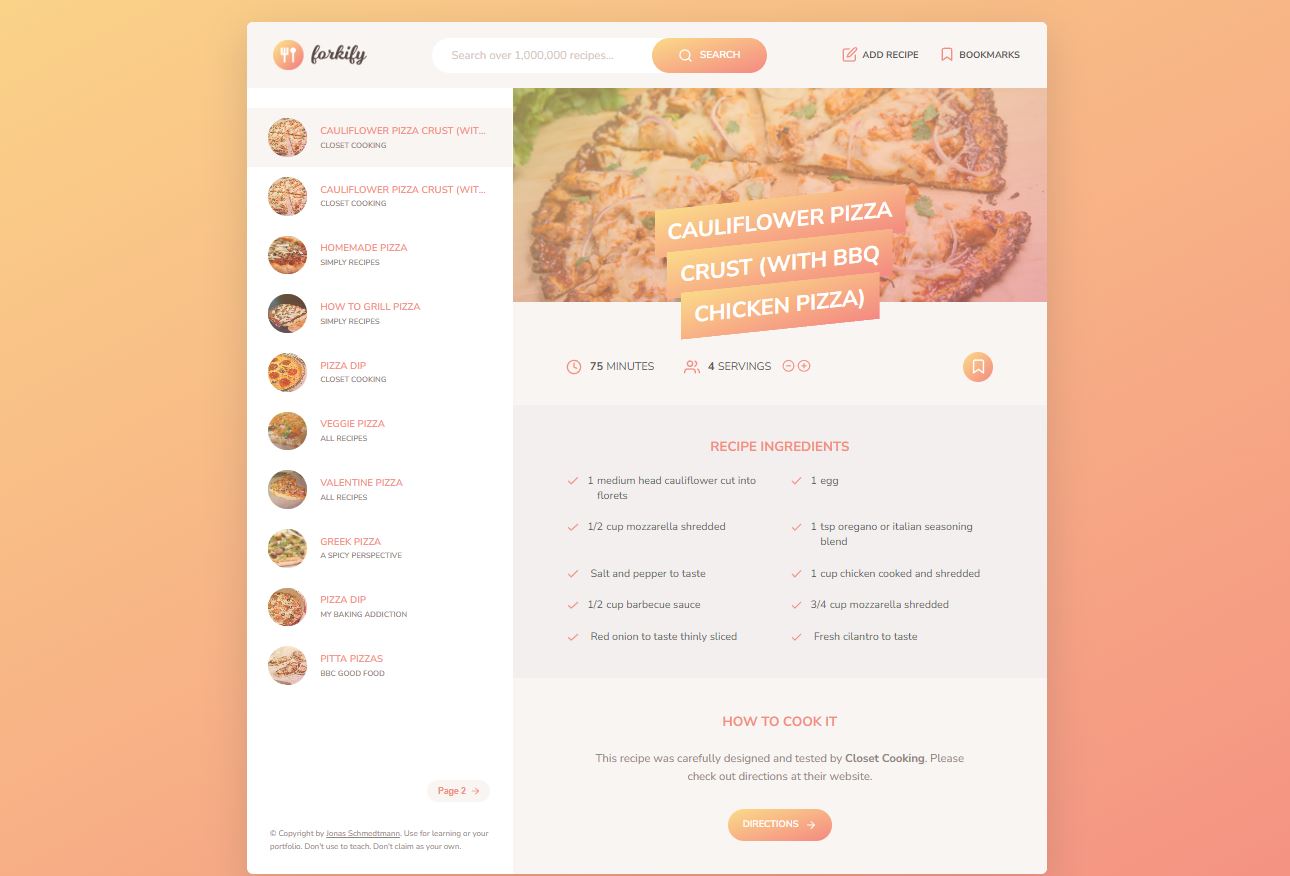 forkify
Search over 1,000,000 recipes...
SEARCH
ADD RECIPE
BOOKMARKS
CAULIFLOWER PIZZA CRUST (WIT...
CLOSET COOKING
CAULIFLOWER PIZZA CRUST (WIT...
CLOSET COOKING
HOMEMADE PIZZA
SIMPLY RECIPES
HOW TO GRILL PIZZA
SIMPLY RECIPES
PIZZA DIP
CLOSET COOKING
VEGGIE PIZZA
ALL RECIPES
VALENTINE PIZZA
ALL RECIPES
GREEK PIZZA
A SPICY PERSPECTIVE
PIZZA DIP
MY BAKING ADDICTION
PITTA PIZZAS
BBC GOOD FOOD
Page 2
© Copyright by Jonas Schmedtmann. Use for learning or your
portfolio. Don't use to teach. Don't claim as your own.
CAULIFLOWER PIZZA
CRUST (WITH BBQ
CHICKEN PIZZA)
75 MINUTES
4 SERVINGS
RECIPE INGREDIENTS
1 medium head cauliflower cut into
florets
1 egg
1/2 cup mozzarella shredded
1 tsp oregano or italian seasoning
blend
Salt and pepper to taste
1 cup chicken cooked and shredded
1/2 cup barbecue sauce
3/4 cup mozzarella shredded
Red onion to taste thinly sliced
Fresh cilantro to taste
HOW TO COOK IT
This recipe was carefully designed and tested by Closet Cooking. Please
check out directions at their website.
DIRECTIONS